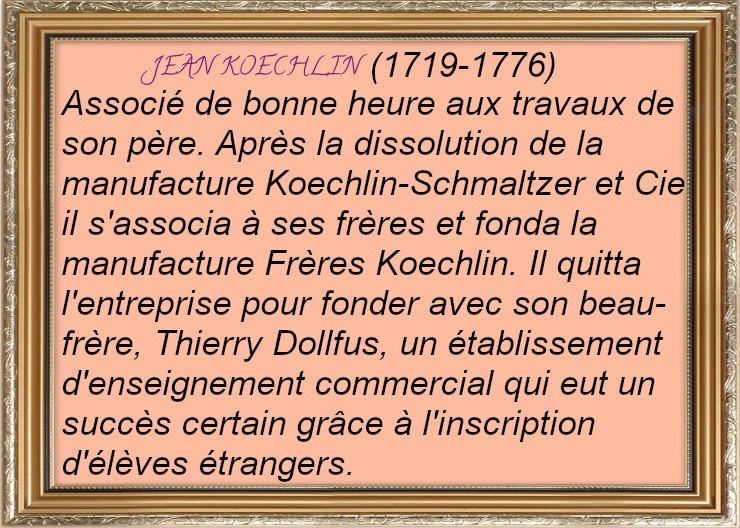 JEAN KOECHLIN (1719-1776)
Associé de bonne heure aux travaux de
son père. Après la dissolution de la
manufacture Koechlin-Schmaltzer et Cie
il s'associa à ses frères et fonda la
manufacture Frères Koechlin. Il quitta
l'entreprise pour fonder avec son beau-
frère, Thierry Dollfus, un établissement
d'enseignement commercial qui eut un
succès certain grâce à l'inscription
d'élèves étrangers.